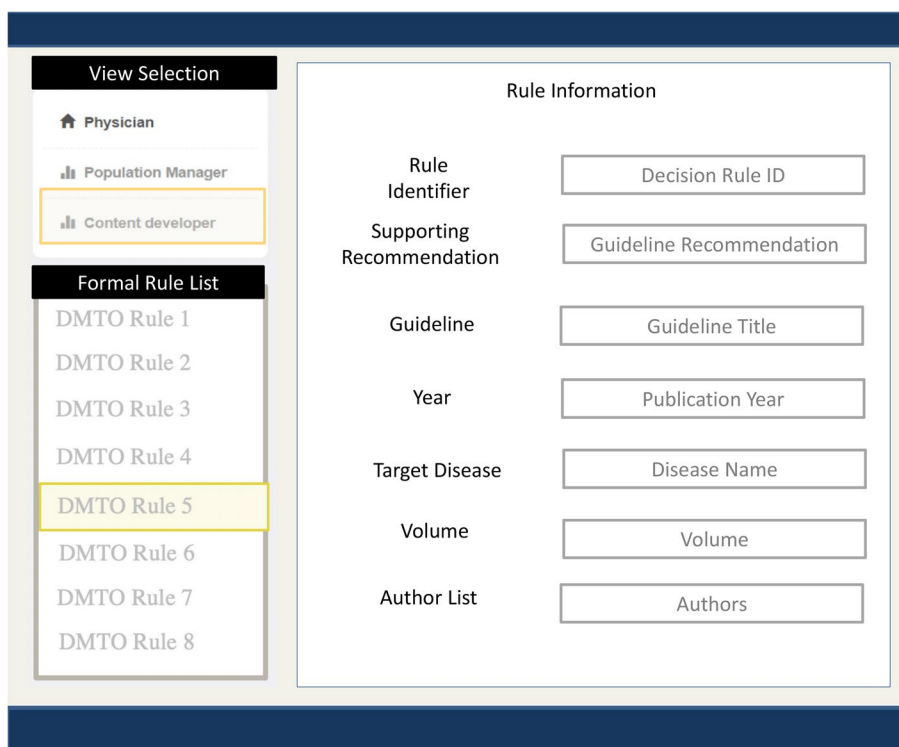 View Selection
Physician
Population Manager
Content developer
Formal Rule List
DMTO Rule 1
DMTO Rule 2
DMTO Rule 3
DMTO Rule 4
DMTO Rule 5
DMTO Rule 6
DMTO Rule 7
DMTO Rule 8
Rule Information
Rule
Identifier
Decision Rule ID
Supporting
Recommendation
Guideline Recommendation
Guideline
Guideline Title
Year
Publication Year
Target Disease
Disease Name
Volume
Volume
Author List
Authors